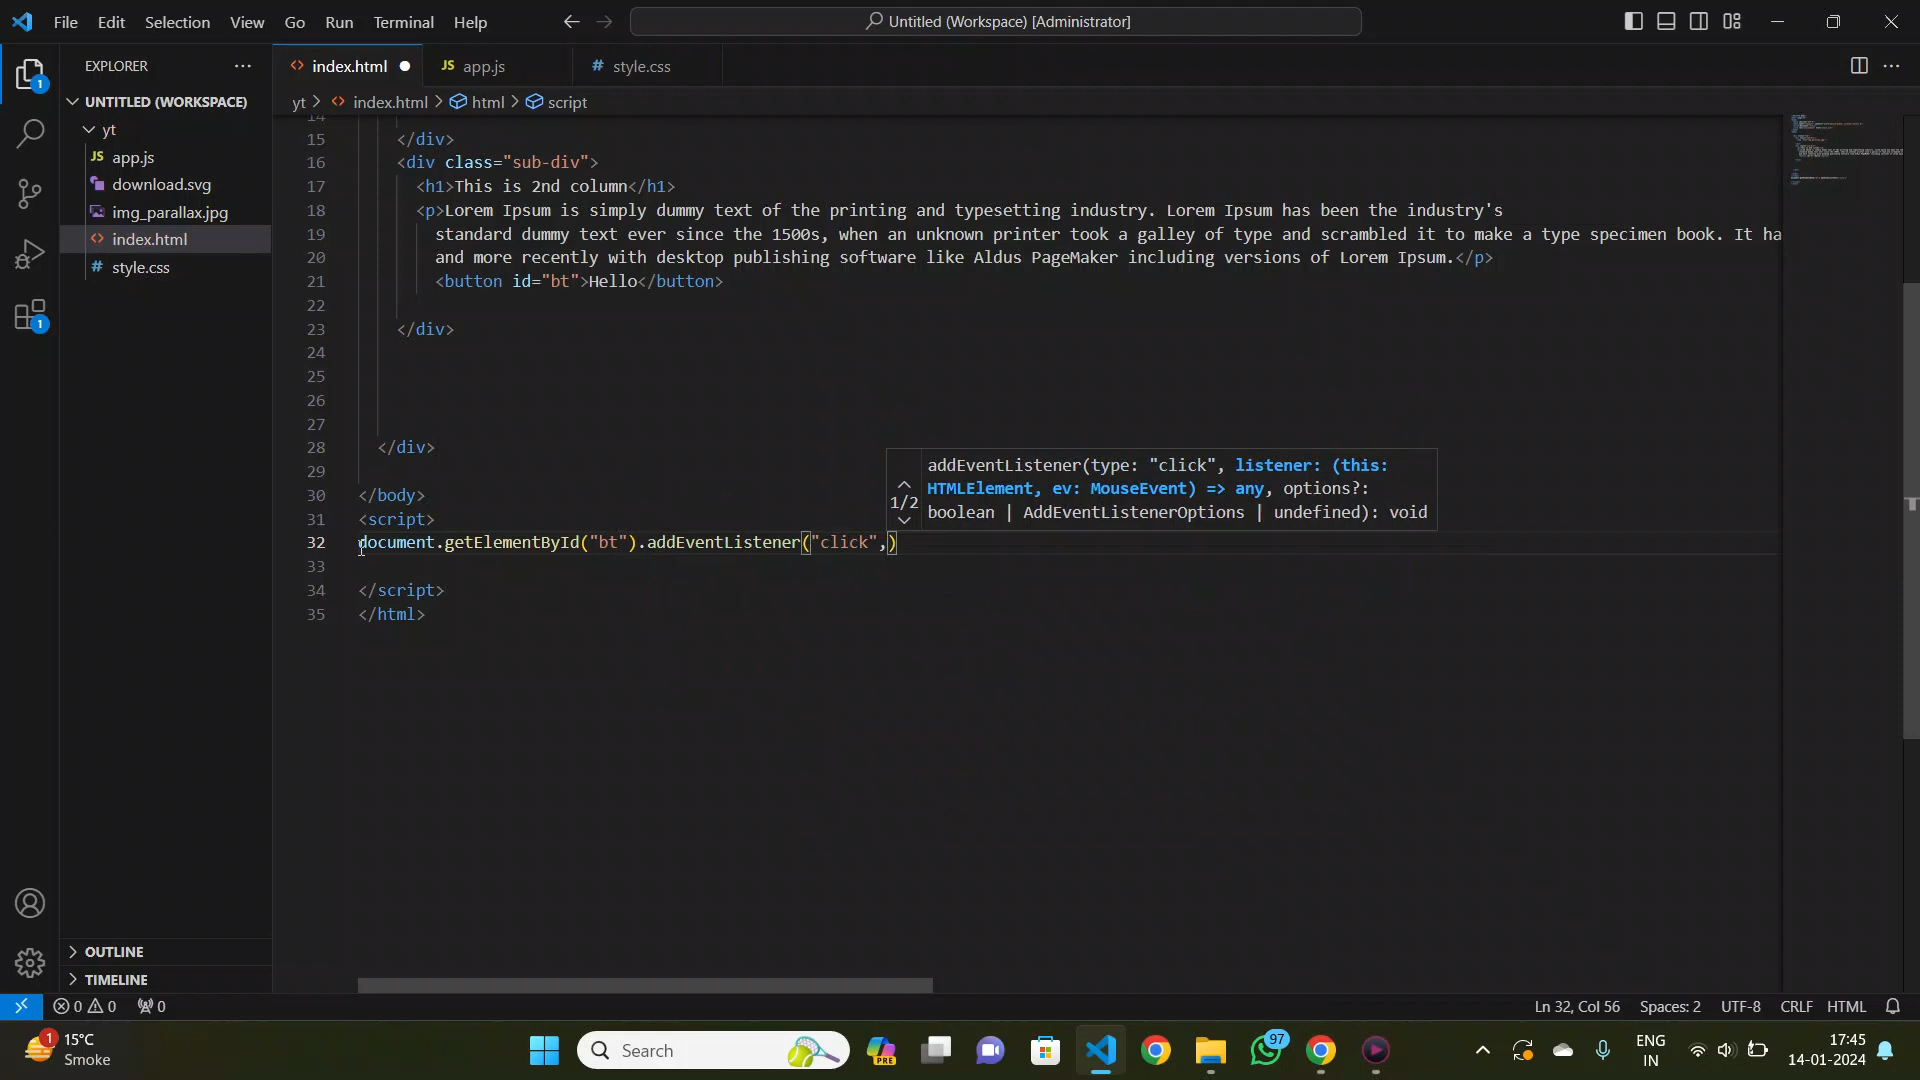 File Edit Selection View Go Run Terminal Help
Untitled (Workspace) [Administrator]
EXPLORER
index.html
JS app.js
# style.css
1
UNTITLED (WORKSPACE)
yt > index.html > html > script
yt
JS app.js
download.svg
img_parallax.jpg
index.html
# style.css
1
14
15 </div>
16 <div class="sub-div">
17 <h1>This is 2nd column</h1>
18 <p>Lorem Ipsum is simply dummy text of the printing and typesetting industry. Lorem Ipsum has been the industry's
19 standard dummy text ever since the 1500s, when an unknown printer took a galley of type and scrambled it to make a type specimen book. It ha
20 and more recently with desktop publishing software like Aldus PageMaker including versions of Lorem Ipsum.</p>
21 <button id="bt">Hello</button>
22
23 </div>
24
25
26
27
28 </div>
29
30 </body>
31 <script>
32 document.getElementById("bt").addEventListener("click",)
33
34 </script>
35 </html>
1/2
addEventListener(type: "click", listener: (this:
HTMLElement, ev: MouseEvent) => any, options?:
boolean | AddEventListenerOptions | undefined): void
OUTLINE
TIMELINE
0 0 0
Ln 32, Col 56 Spaces: 2 UTF-8 CRLF HTML
1
15°C
Smoke
Search
PRE
97
ENG
IN
17:45
14-01-2024